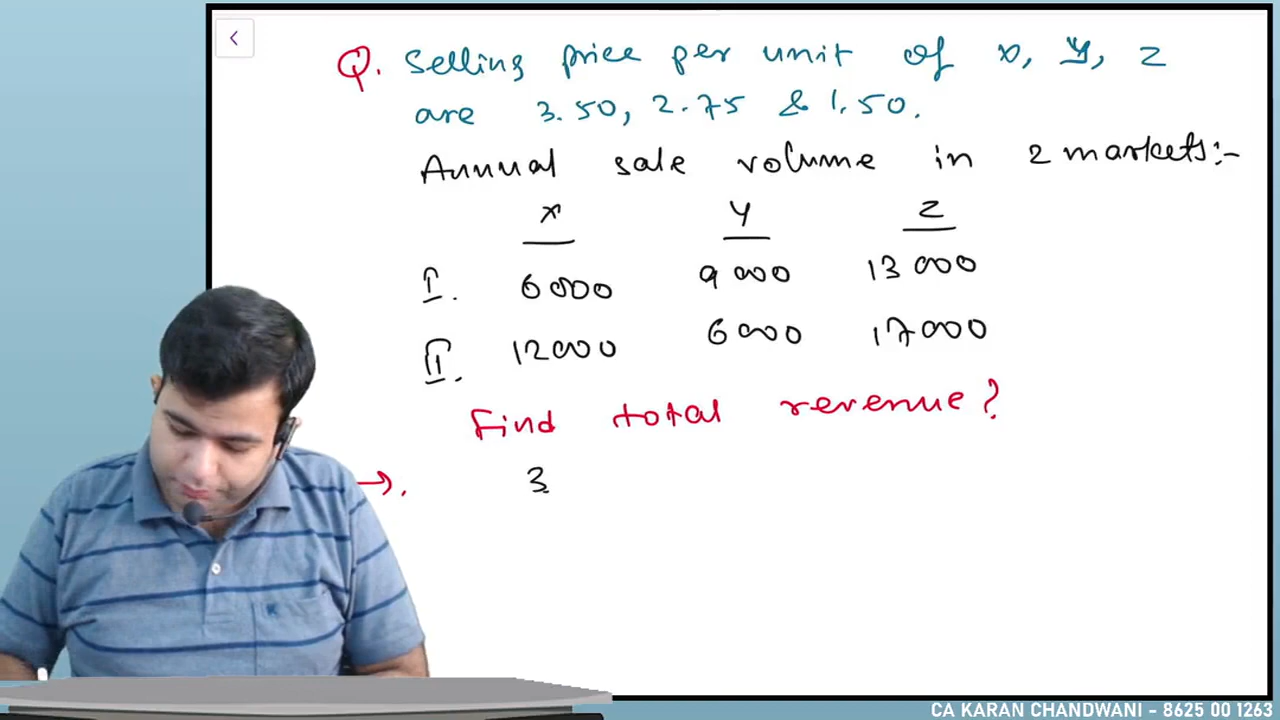 Q. Selling price per unit of x, y, z
are 3.50, 2.75 & 1.50.
Annual sale volume in 2 markets:-
x y z
I. 6000 9000 13000
II. 12000 6000 17000
Find total revenue?
→. 3
CA KARAN CHANDWANI - 8625 00 1263